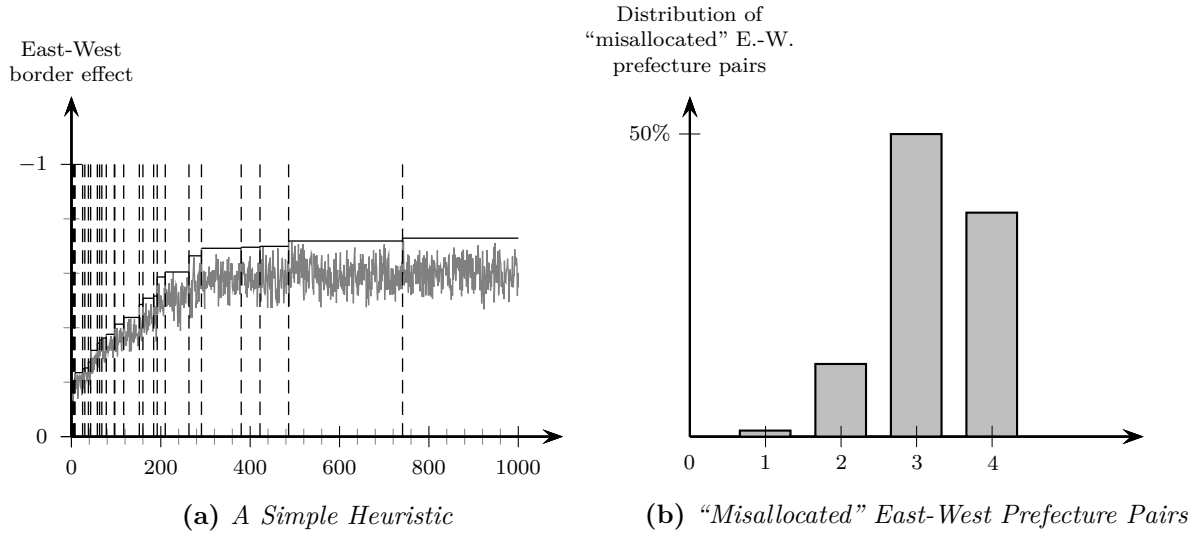 East-West
border effect
−1
0
0 200 400 600 800 1000
(a) A Simple Heuristic
Distribution of
“misallocated” E.-W.
prefecture pairs
50%
0 1 2 3 4
(b) “Misallocated” East-West Prefecture Pairs